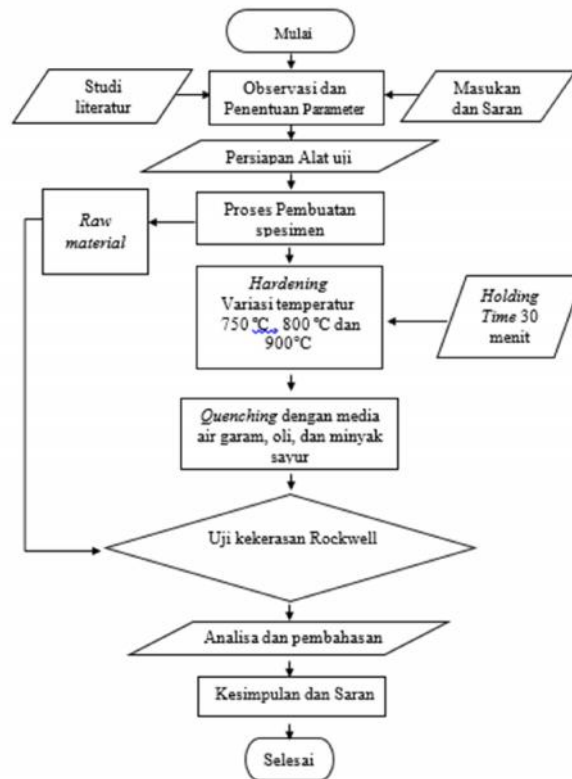 Mulai
Studi
literatur
Observasi dan
Penentuan Parameter
Masukan
dan Saran
Persiapan Alat uji
Raw
material
Proses Pembuatan
spesimen
Hardening
Variasi temperatur
750 °C, 800 °C dan
900°C
Holding
Time 30
menit
Quenching dengan media
air garam, oli, dan minyak
sayur
Uji kekerasan Rockwell
Analisa dan pembahasan
Kesimpulan dan Saran
Selesai